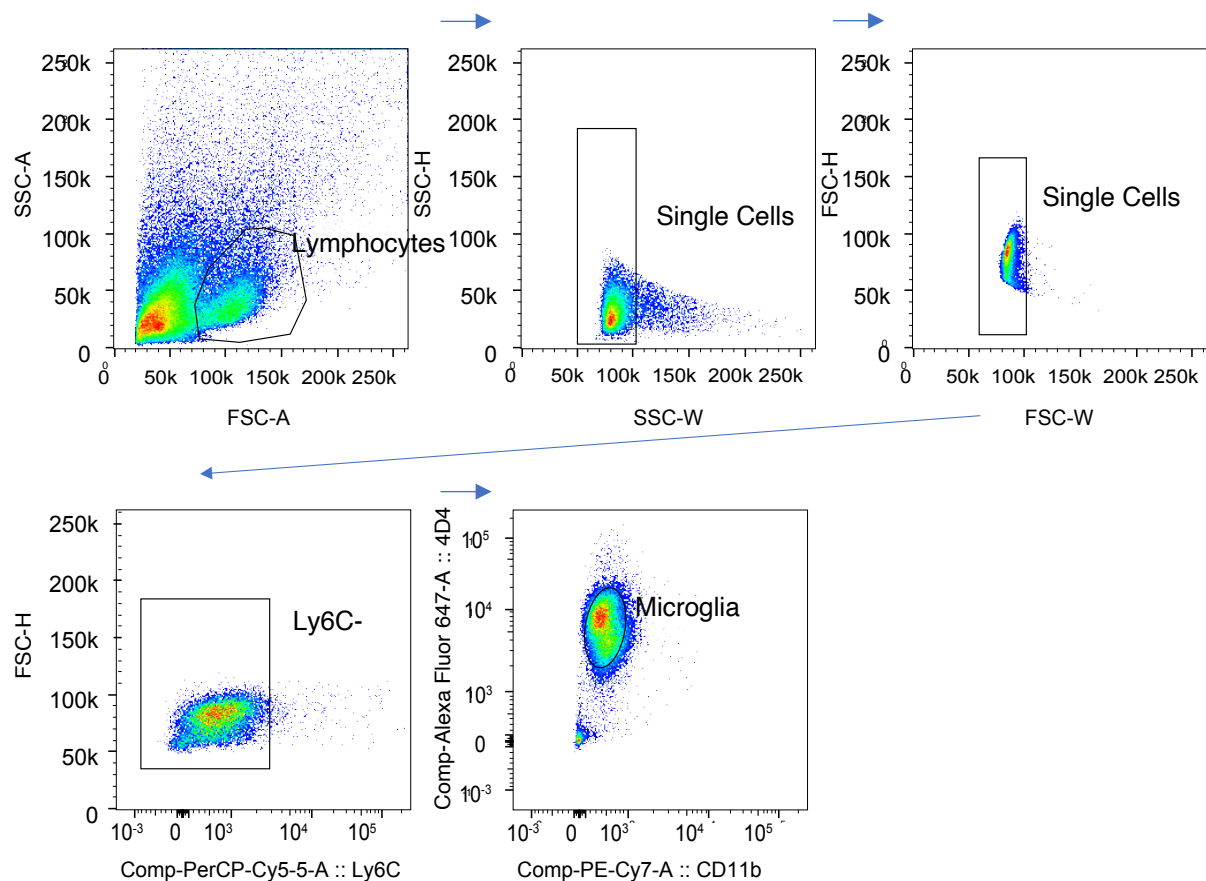 250k
200k
150k
100k
50k
0
SSC-A
Lymphocytes
0 50k 100k 150k 200k 250k
FSC-A
250k
200k
150k
100k
50k
0
SSC-H
Single Cells
0 50k 100k 150k 200k 250k
SSC-W
250k
200k
150k
100k
50k
0
FSC-H
Single Cells
0 50k 100k 150k 200k 250k
FSC-W
250k
200k
150k
100k
50k
0
FSC-H
Ly6C-
10-3 0 103 104 105
Comp-PerCP-Cy5-5-A :: Ly6C
105
104
103
0
10-3
Comp-Alexa Fluor 647-A :: 4D4
Microglia
10-3 0 103 104 105
Comp-PE-Cy7-A :: CD11b